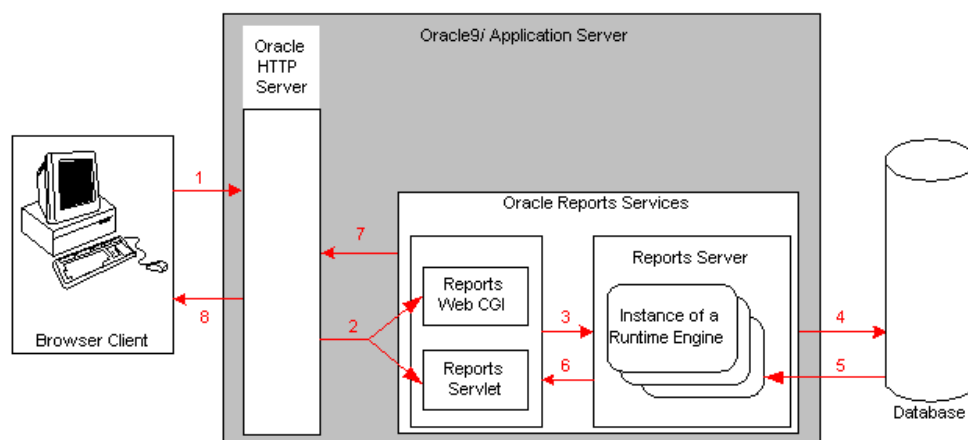 Oracle9i Application Server
Oracle
HTTP
Server
1
Oracle Reports Services
7
Reports Server
Reports
Web CGI
Instance of a
Runtime Engine
8
2
3
4
Browser Client
Reports
Servlet
6
5
Database